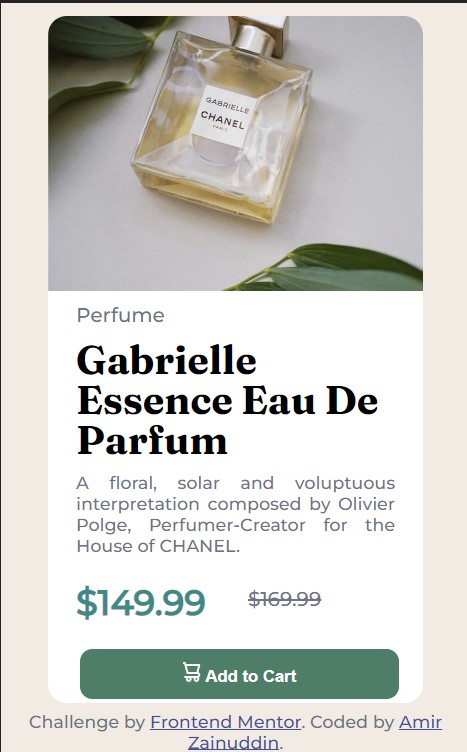 GABRIELLE
CHANEL
PARIS
Perfume
Gabrielle
Essence Eau De
Parfum
A floral, solar and voluptuous
interpretation composed by Olivier
Polge, Perfumer-Creator for the
House of CHANEL.
$149.99 $169.99
Add to Cart
Challenge by Frontend Mentor. Coded by Amir
Zainuddin.